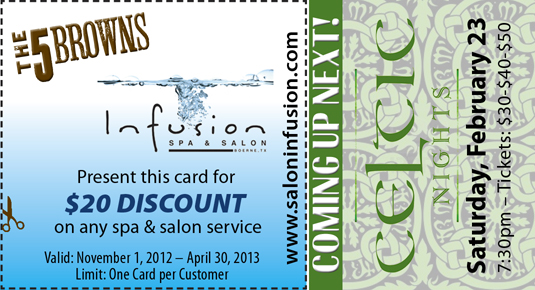 THE 5 BROWNS
Infusion
SPA & SALON
BOERNE, TX
Present this card for
$20 DISCOUNT
on any spa & salon service
Valid: November 1, 2012 – April 30, 2013
Limit: One Card per Customer
www.saloninfusion.com
COMING UP NEXT!
celtic
NIGHTS
Saturday, February 23
7:30pm – Tickets: $30-$40-$50